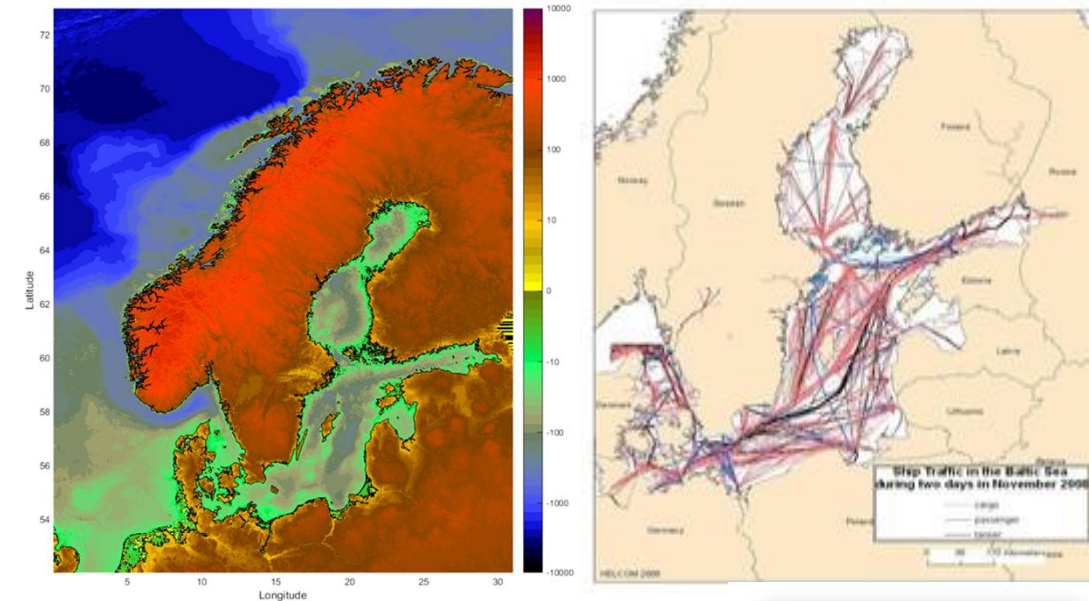 72
70
68
66
64
62
60
58
56
54
Latitude
5
10
15
20
25
30
Longitude
10000
1000
100
10
0
-10
-100
-1000
-10000
Norway
Sweden
Finland
Russia
Estonia
Latvia
Lithuania
Denmark
Germany
Poland
Ship Traffic in the Baltic Sea
during two days in November 2008
cargo
passenger
tanker
0
HELCOM 2009